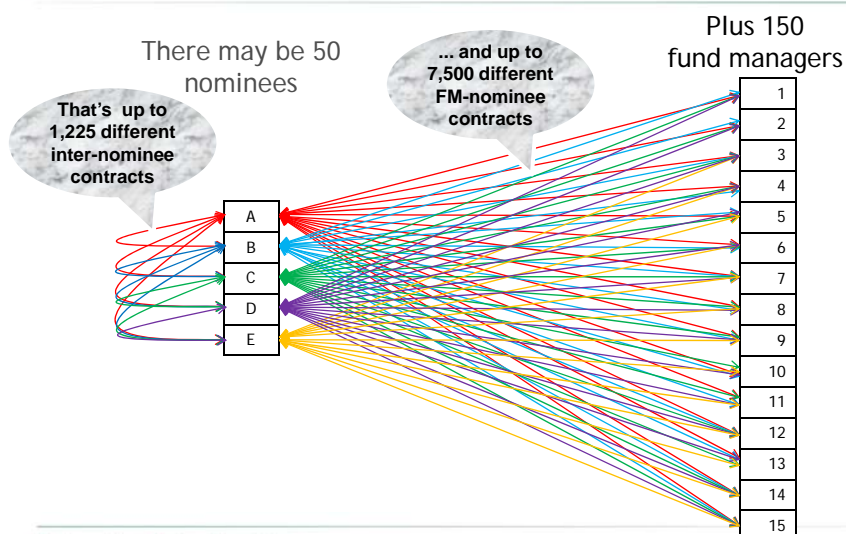 There may be 50
nominees
... and up to
7,500 different
FM-nominee
contracts
Plus 150
fund managers
That's up to
1,225 different
inter-nominee
contracts
A
B
C
D
E
1
2
3
4
5
6
7
8
9
10
11
12
13
14
15